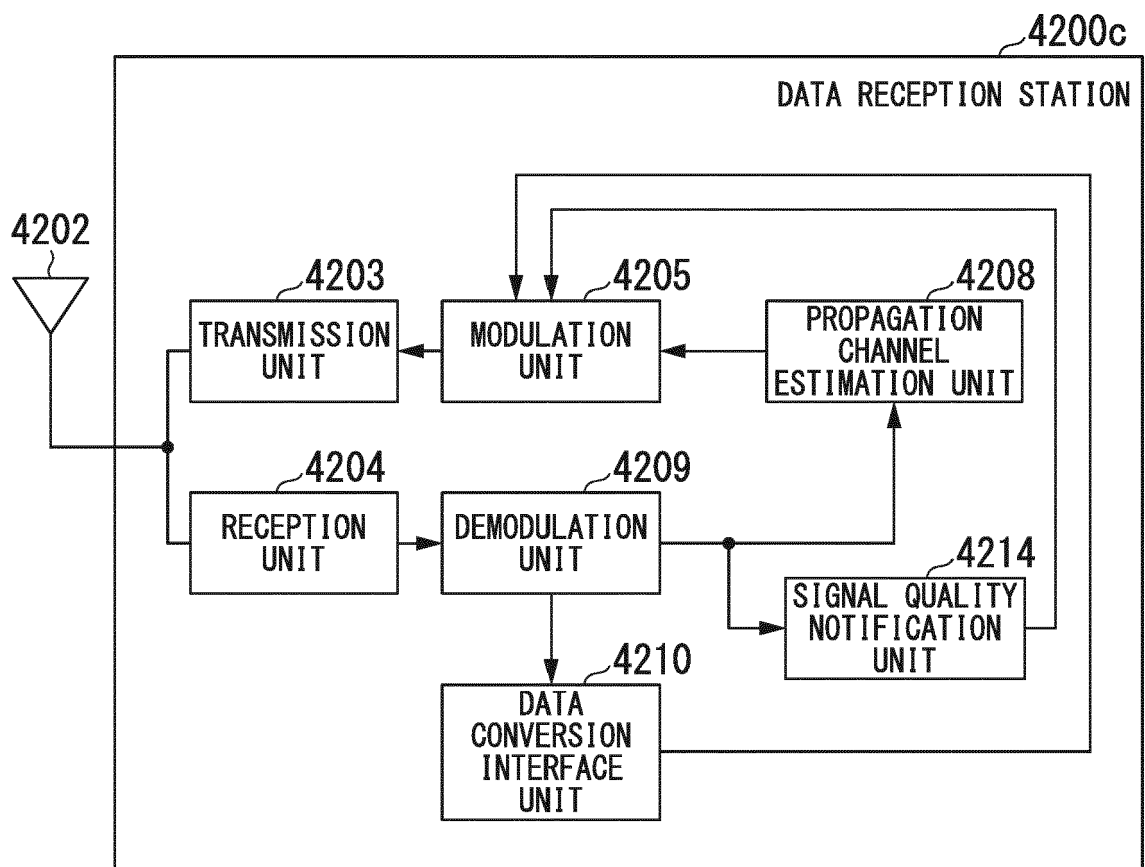 4200c
DATA RECEPTION STATION
4202
4203
TRANSMISSION
UNIT
4205
MODULATION
UNIT
4208
PROPAGATION
CHANNEL
ESTIMATION UNIT
4204
RECEPTION
UNIT
4209
DEMODULATION
UNIT
4214
SIGNAL QUALITY
NOTIFICATION
UNIT
4210
DATA
CONVERSION
INTERFACE
UNIT